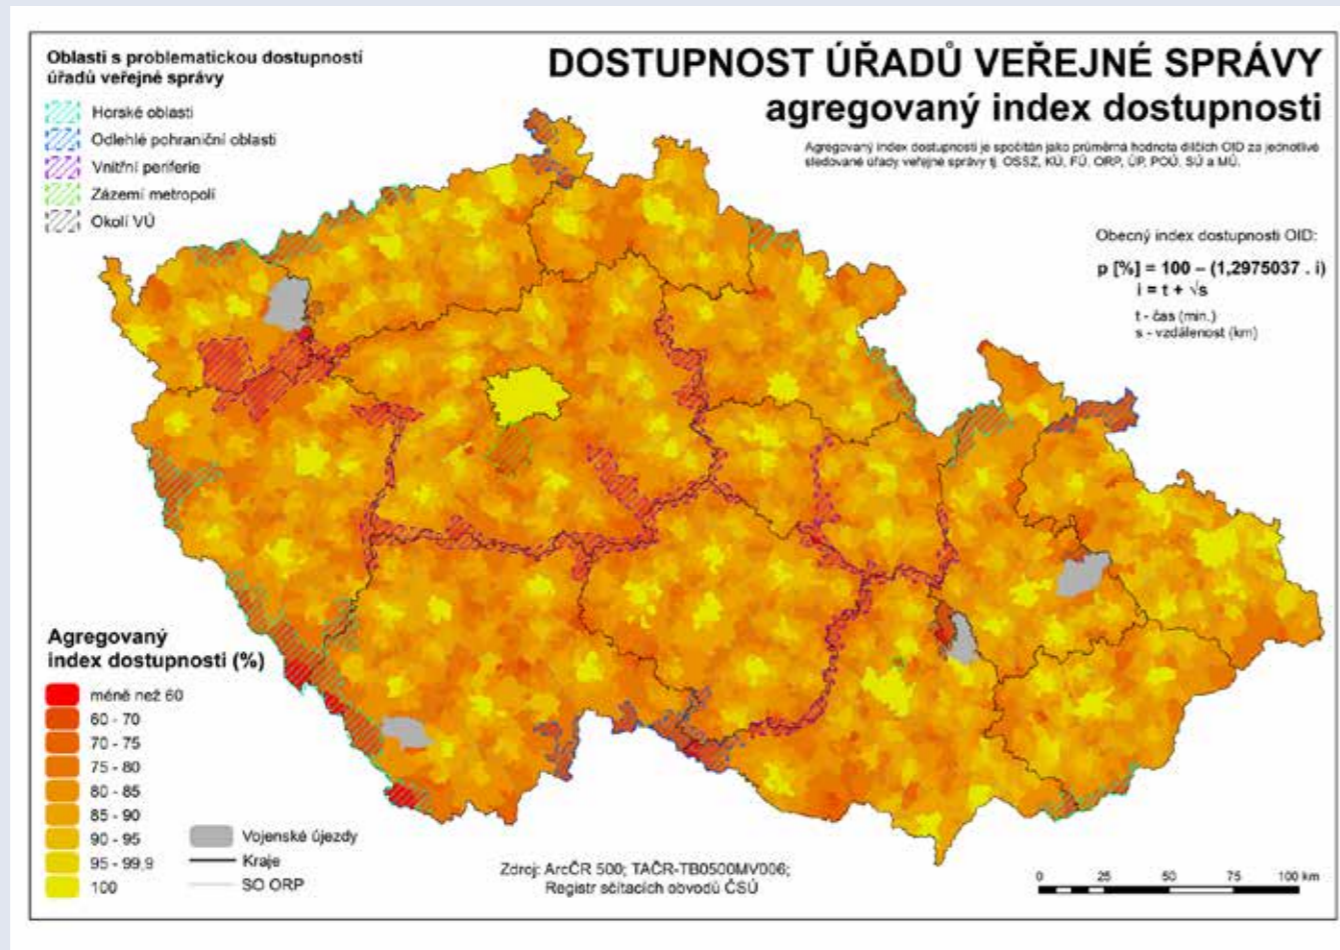 Oblasti s problematickou dostupností
úřadů veřejné správy
Horské oblasti
Odlehlé pohraniční oblasti
Vnitřní periferie
Zázemí metropolí
Okolí VÚ
DOSTUPNOST ÚŘADŮ VEŘEJNÉ SPRÁVY
agregovaný index dostupnosti
Agregovaný index dostupnosti je spočítán jako průměrná hodnota dílčích OID za jednotlivé
sledované úřady veřejné správy tj. OSSZ, KÚ, FÚ, ORP, ÚP, POÚ, SÚ a MÚ.
Obecný index dostupnosti OID:
p [%] = 100 – (1,2975037 . i)
i = t + √s
t - čas (min.)
s - vzdálenost (km)
Agregovaný
index dostupnosti (%)
méně než 60
60 - 70
70 - 75
75 - 80
80 - 85
85 - 90
90 - 95
95 - 99,9
100
Vojenské újezdy
Kraje
SO ORP
Zdroj: ArcČR 500; TAČR-TB0500MV006;
Registr sčítacích obvodů ČSÚ
0 25 50 75 100 km